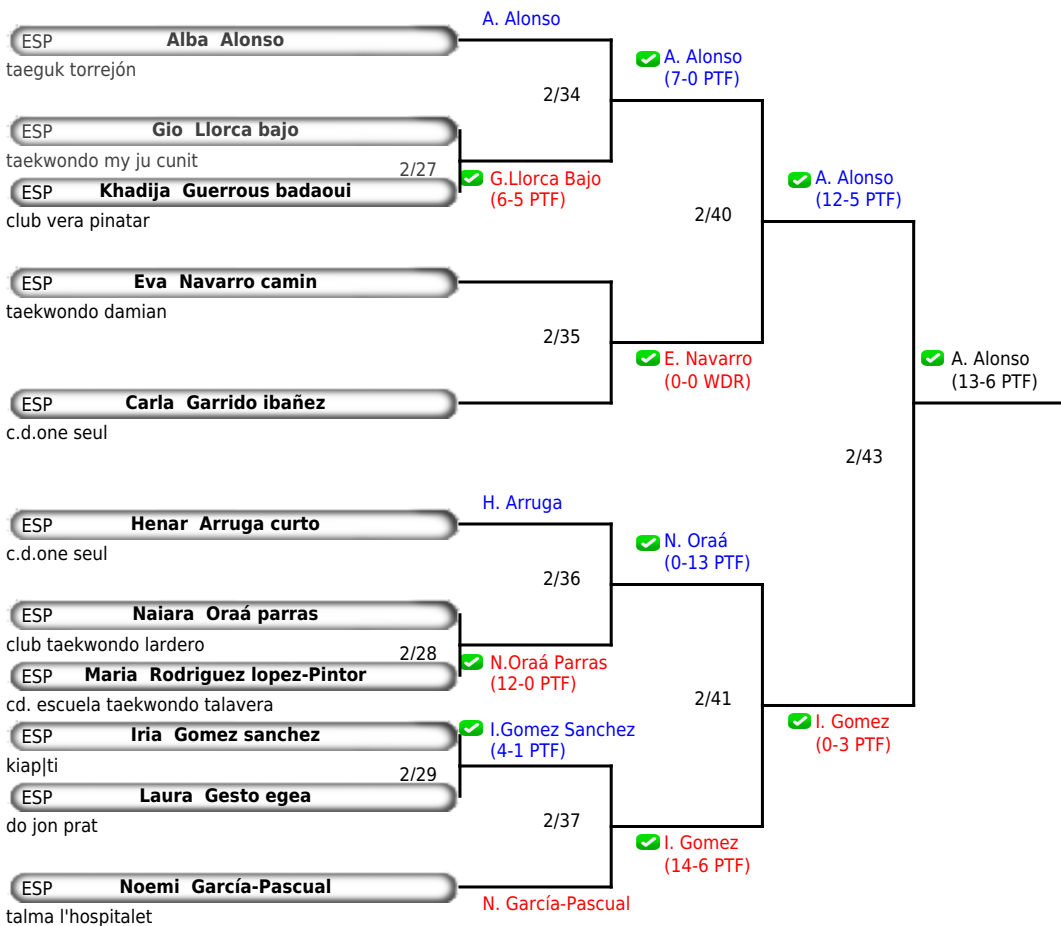 A. Alonso
ESP Alba Alonso
taeguk torrejón
A. Alonso
(7-0 PTF)
2/34
ESP Gio Llorca bajo
taekwondo my ju cunit
2/27
G.Llorca Bajo
(6-5 PTF)
ESP Khadija Guerrous badaoui
club vera pinatar
A. Alonso
(12-5 PTF)
2/40
ESP Eva Navarro camin
taekwondo damian
2/35
E. Navarro
(0-0 WDR)
A. Alonso
(13-6 PTF)
ESP Carla Garrido ibañez
c.d.one seul
2/43
H. Arruga
ESP Henar Arruga curto
c.d.one seul
N. Oraá
(0-13 PTF)
2/36
ESP Naiara Oraá parras
club taekwondo lardero
2/28
N.Oraá Parras
(12-0 PTF)
ESP Maria Rodriguez lopez-Pintor
cd. escuela taekwondo talavera
2/41
I. Gomez
(0-3 PTF)
ESP Iria Gomez sanchez
kiap|ti
I.Gomez Sanchez
(4-1 PTF)
2/29
ESP Laura Gesto egea
do jon prat
2/37
I. Gomez
(14-6 PTF)
ESP Noemi García-Pascual
talma l'hospitalet
N. García-Pascual